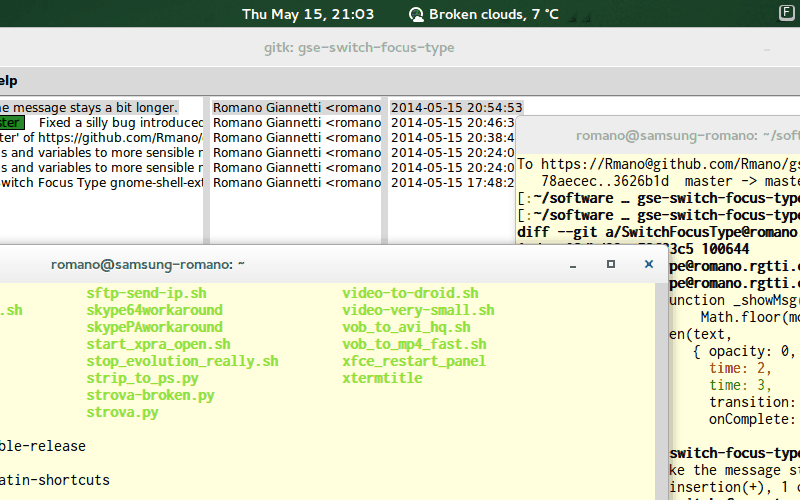 Thu May 15, 21:03 Broken clouds, 7 °C F
gitk: gse-switch-focus-type
elp
e message stays a bit longer. Romano Giannetti <romano 2014-05-15 20:54:53
ster Fixed a silly bug introduced Romano Giannetti <romano 2014-05-15 20:46:3
ter' of https://github.com/Rmano/ Romano Giannetti <romano 2014-05-15 20:38:4
s and variables to more sensible r Romano Giannetti <romano 2014-05-15 20:24:0
s and variables to more sensible r Romano Giannetti <romano 2014-05-15 20:24:0
witch Focus Type gnome-shell-ext Romano Giannetti <romano 2014-05-15 17:48:2
romano@samsung-romano: ~/soft
To https://Rmano@github.com/Rmano/gs
78aecec..3626b1d master -> maste
[:~/software … gse-switch-focus-type
[:~/software … gse-switch-focus-type
diff --git a/SwitchFocusType@romano
3c5 100644
pe@romano.rgtti.c
pe@romano.rgtti.c
unction _showMsg(
Math.floor(mo
en(text,
{ opacity: 0,
time: 2,
time: 3,
transition:
onComplete:
switch-focus-type
ke the message st
insertion(+), 1 d
romano@samsung-romano: ~
sftp-send-ip.sh video-to-droid.sh
.sh skype64workaround video-very-small.sh
skypePAworkaround vob_to_avi_hq.sh
start_xpra_open.sh vob_to_mp4_fast.sh
stop_evolution_really.sh xfce_restart_panel
strip_to_ps.py xtermtitle
strova-broken.py
strova.py
ble-release
atin-shortcuts